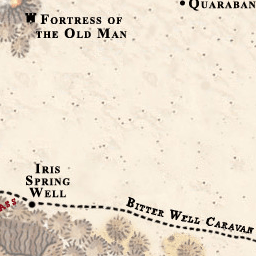 Quaraban
Fortress of
the Old Man
Iris
Spring
Well
Bitter Well Caravan